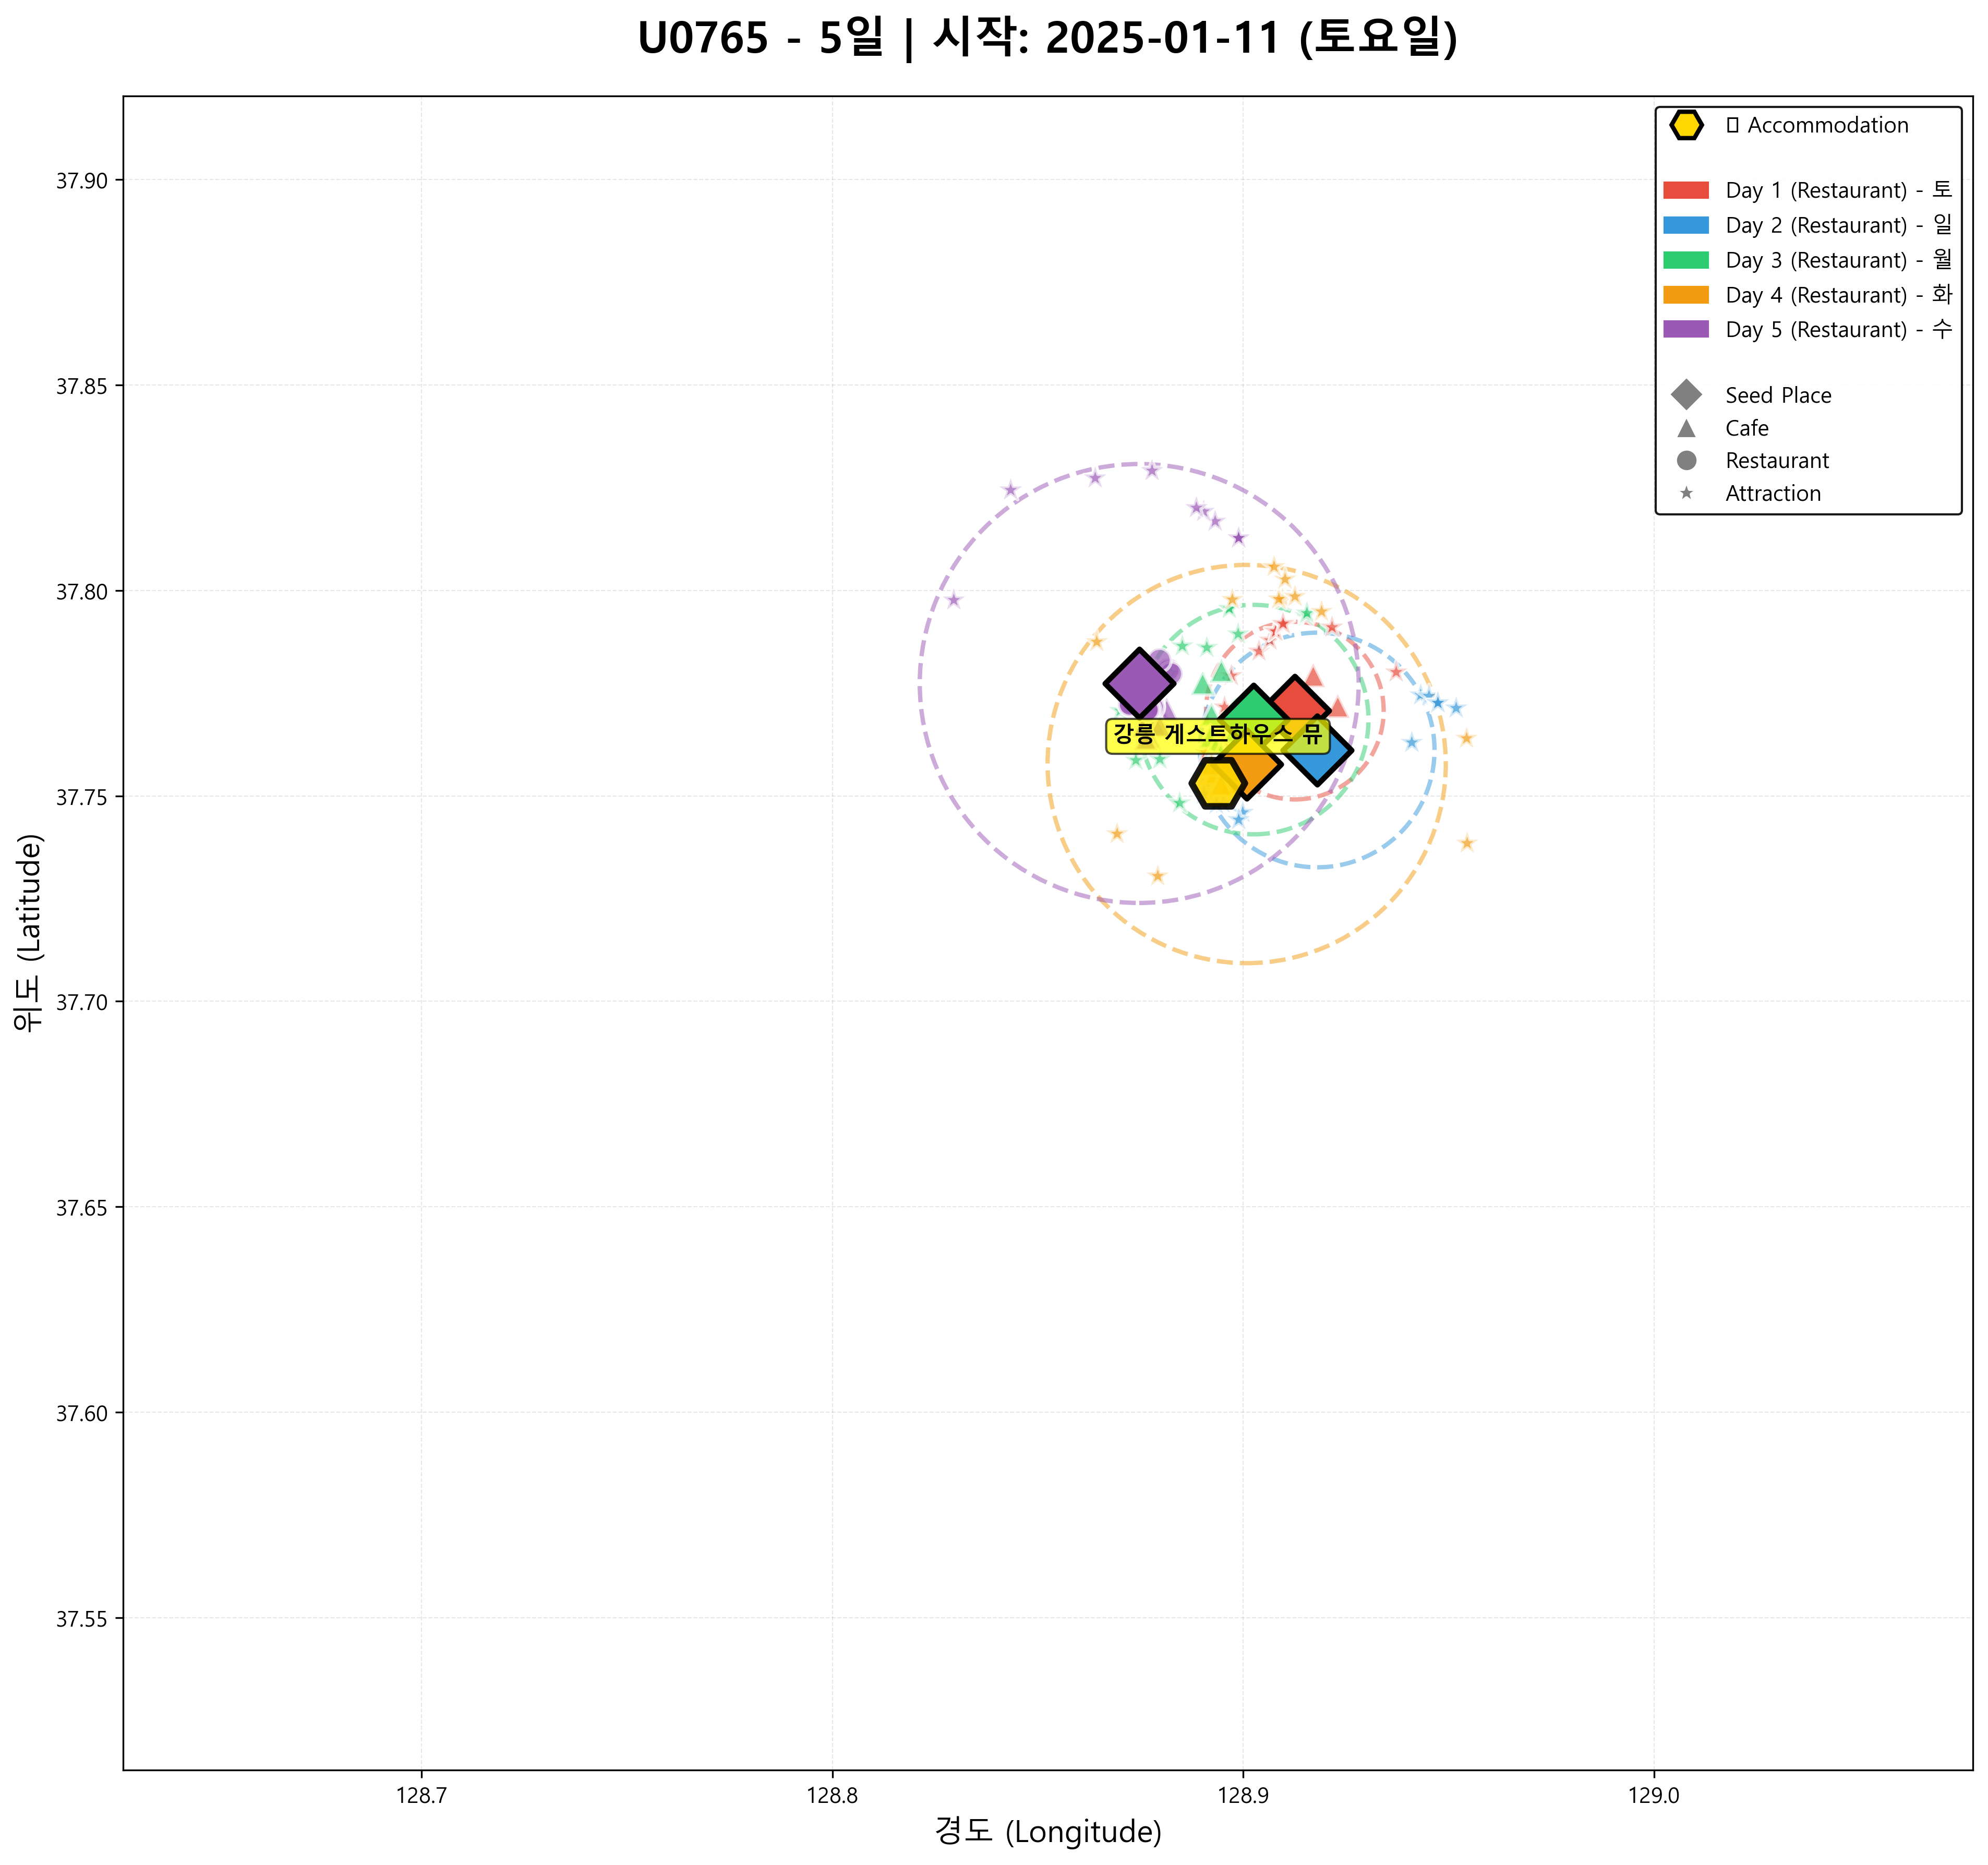 U0765 - 5일 | 시작: 2025-01-11 (토요일)
Accommodation
Day 1 (Restaurant) - 토
Day 2 (Restaurant) - 일
Day 3 (Restaurant) - 월
Day 4 (Restaurant) - 화
Day 5 (Restaurant) - 수
Seed Place
Cafe
Restaurant
Attraction
37.90
37.85
37.80
37.75
37.70
37.65
37.60
37.55
위도 (Latitude)
강릉 게스트하우스 뮤
128.7
128.8
128.9
129.0
경도 (Longitude)